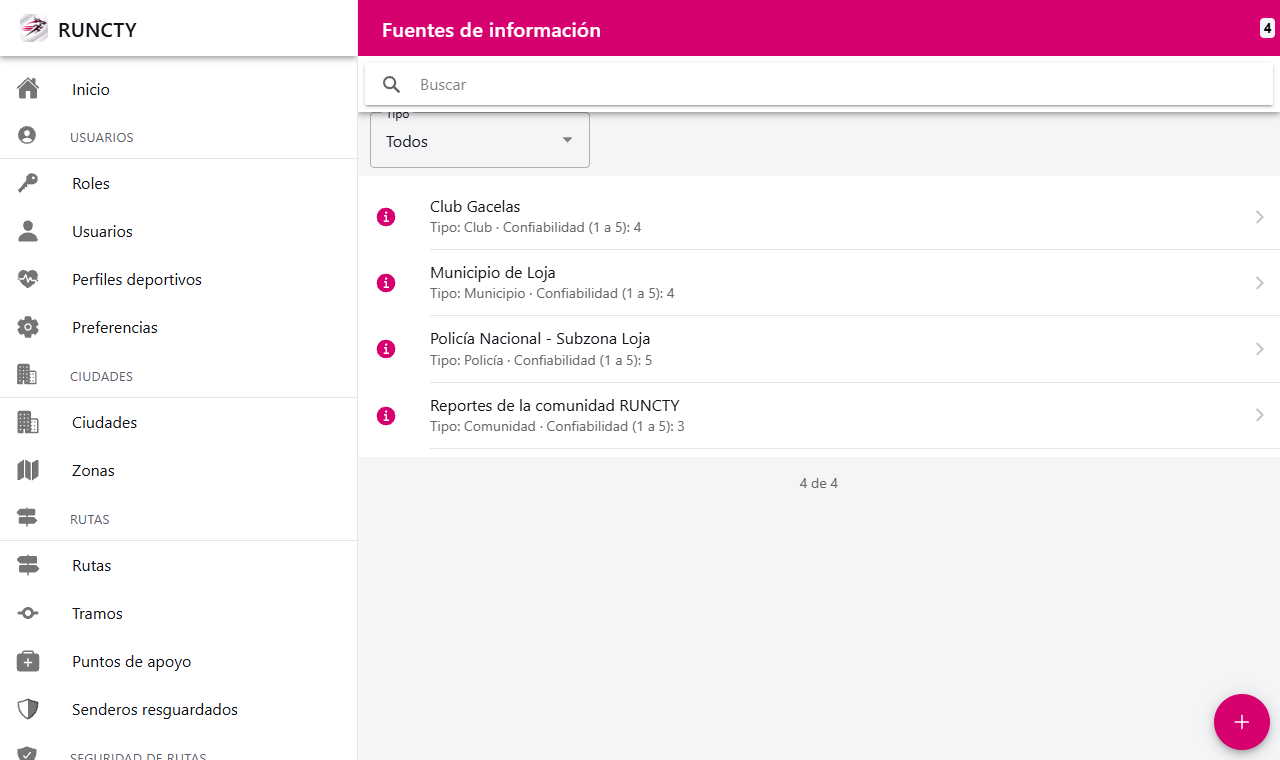 RUNCTY
Inicio
USUARIOS
Roles
Usuarios
Perfiles deportivos
Preferencias
CIUDADES
Ciudades
Zonas
RUTAS
Rutas
Tramos
Puntos de apoyo
Senderos resguardados
SEGURIDAD DE RUTAS
Fuentes de información
4
Buscar
Tipo
Todos
Club Gacelas
Tipo: Club · Confiabilidad (1 a 5): 4
Municipio de Loja
Tipo: Municipio · Confiabilidad (1 a 5): 4
Policía Nacional - Subzona Loja
Tipo: Policía · Confiabilidad (1 a 5): 5
Reportes de la comunidad RUNCTY
Tipo: Comunidad · Confiabilidad (1 a 5): 3
4 de 4